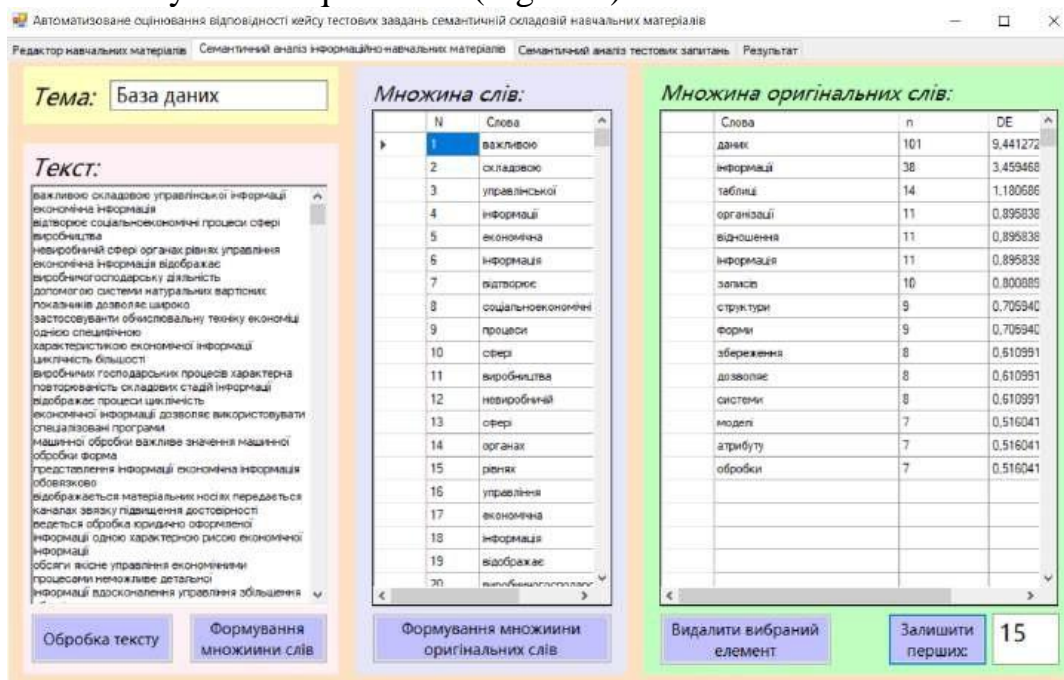 Автоматизоване оцінювання відповідності кейсу тестових завдань семантичній складовій навчальних матеріалів
Редактор навчальних матеріалів Семантичний аналіз інформаційно-навчальних матеріалів Семантичний аналіз тестових запитань Результат
Тема: База даних
Текст:
важливою складовою управлінської інформації
економічна інформація
відтворює соціальноекономічні процеси сфері
виробництва
невиробничій сфері органах рівнях управління
економічна інформація відображає
виробничогосподарську діяльність
допомогою системи натуральних вартісних
показників дозволяє широко
застосовуванти обчислювальну техніку економіці
однією специфічною
характеристикою економічної інформації
циклічність більшості
виробничих господарських процесів характерна
повторюваність складових стадій інформації
відображає процеси циклічність
економічної інформації дозволяє використовувати
спеціалізовані програми
машинної обробки важливе значення машинної
обробки форма
представлення інформації економічна інформація
обовязково
відображається матеріальних носіях передається
каналах звязку підвищення достовірності
ведеться обробка юридично оформленої
інформації одною характерною рисою економічної
інформації
обсяги якісне управління економічними
процесами неможливе детальної
інформації вдосконалення управління збільшення
Обробка тексту
Формування
множиини слів
Множина слів:
N Слова
1 важливою
2 складовою
3 управлінської
4 інформації
5 економічна
6 інформація
7 відтворює
8 соціальноекономічні
9 процеси
10 сфері
11 виробництва
12 невиробничій
13 сфері
14 органах
15 рівнях
16 управління
17 економічна
18 інформація
19 відображає
20
Формування множиини
оригінальних слів
Множина оригінальних слів:
Слова n DE
даних 101 9,441272
інформації 38 3,459468
таблиці 14 1,180686
організації 11 0,895838
відношення 11 0,895838
інформація 11 0,895838
записів 10 0,800889
структури 9 0,705940
форми 9 0,705940
збереження 8 0,610991
дозволяє 8 0,610991
системи 8 0,610991
моделі 7 0,516041
атрибуту 7 0,516041
обробки 7 0,516041
Видалити вибраний
елемент
Залишити
перших:
15